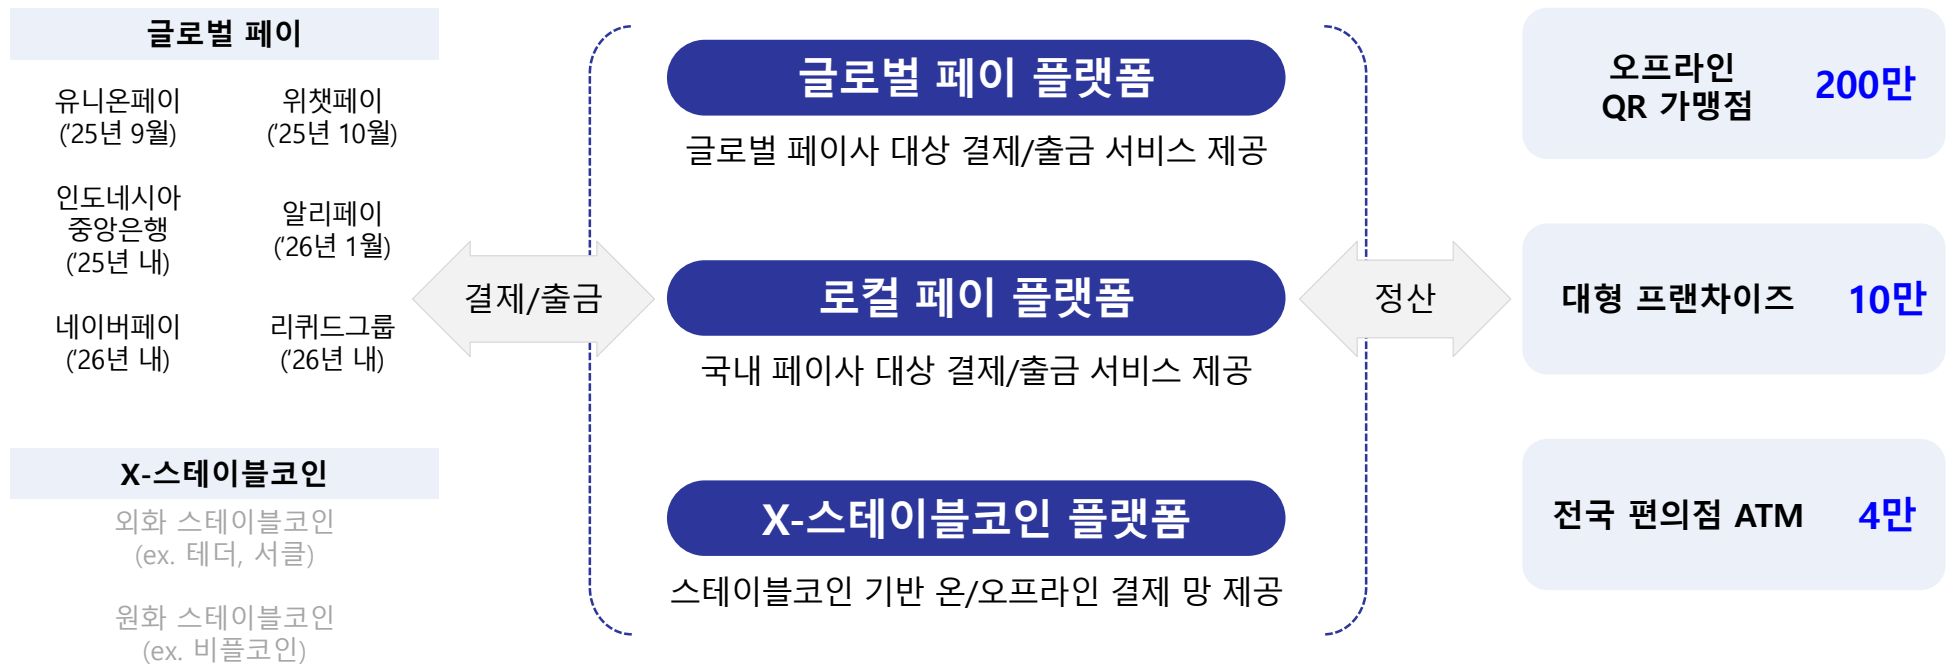 글로벌 페이
유니온페이
('25년 9월)
위챗페이
('25년 10월)
인도네시아
중앙은행
('25년 내)
알리페이
('26년 1월)
네이버페이
('26년 내)
리퀴드그룹
('26년 내)
X-스테이블코인
외화 스테이블코인
(ex. 테더, 서클)
원화 스테이블코인
(ex. 비플코인)
결제/출금
글로벌 페이 플랫폼
글로벌 페이사 대상 결제/출금 서비스 제공
로컬 페이 플랫폼
국내 페이사 대상 결제/출금 서비스 제공
X-스테이블코인 플랫폼
스테이블코인 기반 온/오프라인 결제 망 제공
정산
오프라인
QR 가맹점
200만
대형 프랜차이즈 10만
전국 편의점 ATM 4만